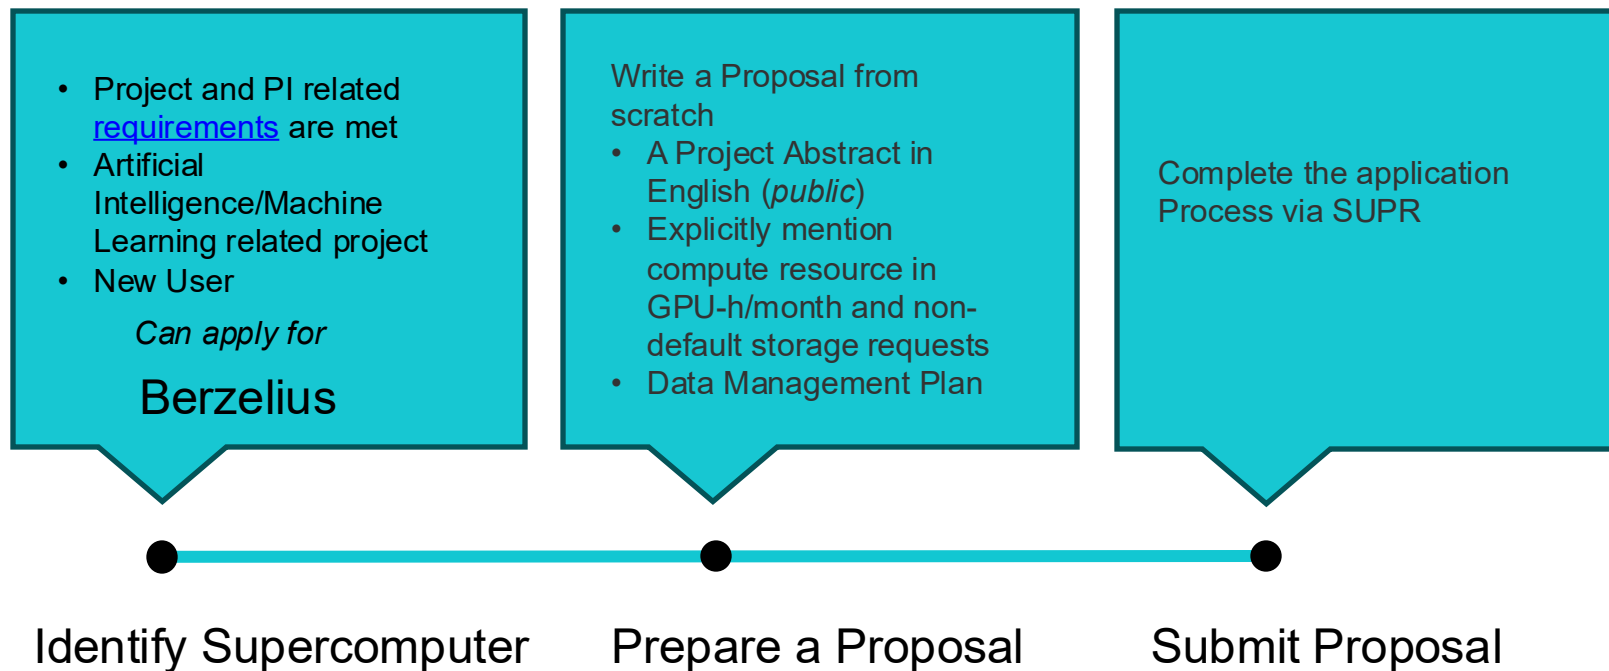 • Project and PI related
requirements are met
• Artificial
Intelligence/Machine
Learning related project
• New User
Can apply for
Berzelius
Write a Proposal from
scratch
• A Project Abstract in
English (public)
• Explicitly mention
compute resource in
GPU-h/month and non-
default storage requests
• Data Management Plan
Complete the application
Process via SUPR
Identify Supercomputer
Prepare a Proposal
Submit Proposal